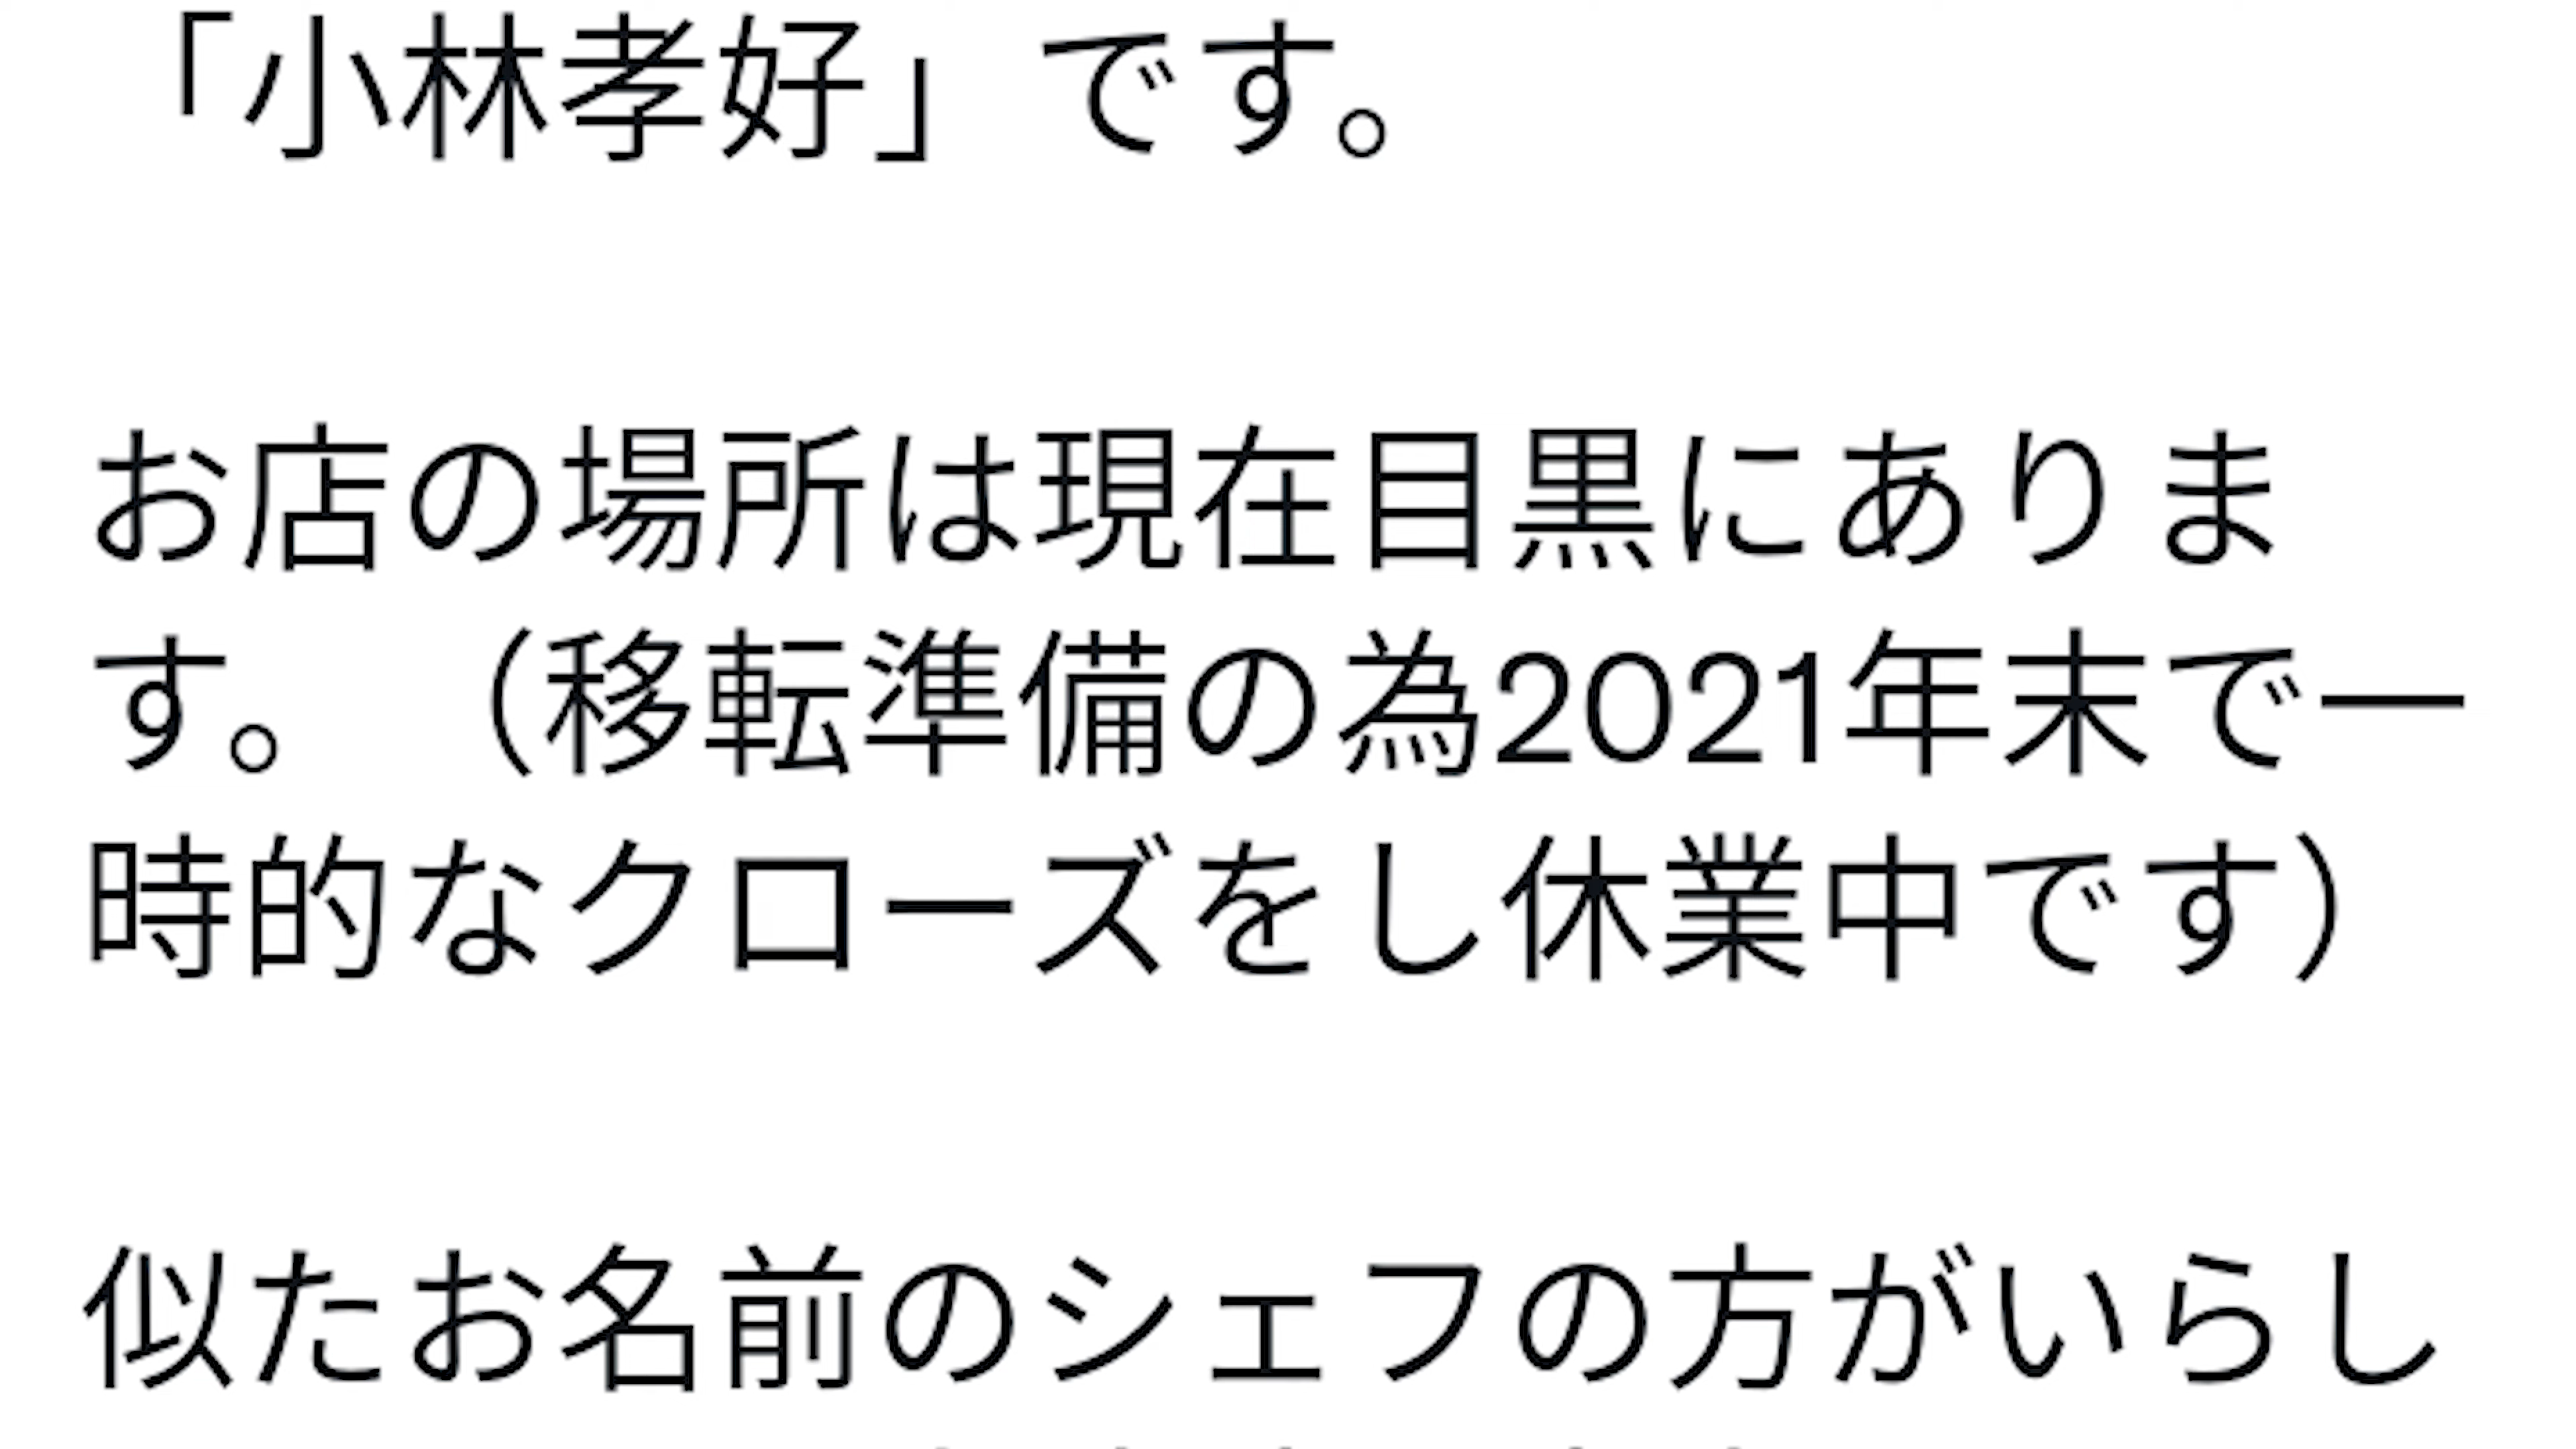 「小林孝好」です。
お店の場所は現在目黒にありま
す。（移転準備の為2021年末で一
時的なクローズをし休業中です）
似たお名前のシェフの方がいらし